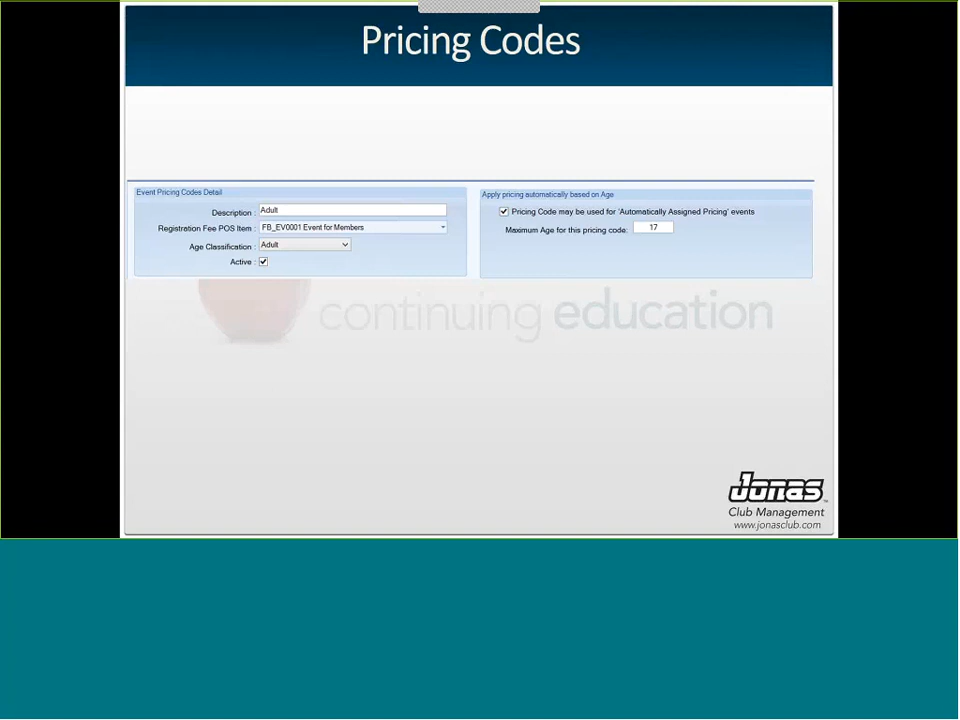 Pricing Codes
Event Pricing Codes Detail
Description : Adult
Registration Fee POS Item : FB_EV0001 Event for Members
Age Classification : Adult
Active :
Apply pricing automatically based on Age
Pricing Code may be used for 'Automatically Assigned Pricing' events
Maximum Age for this pricing code: 17
continuing education
Jonas
Club Management
www.jonasclub.com